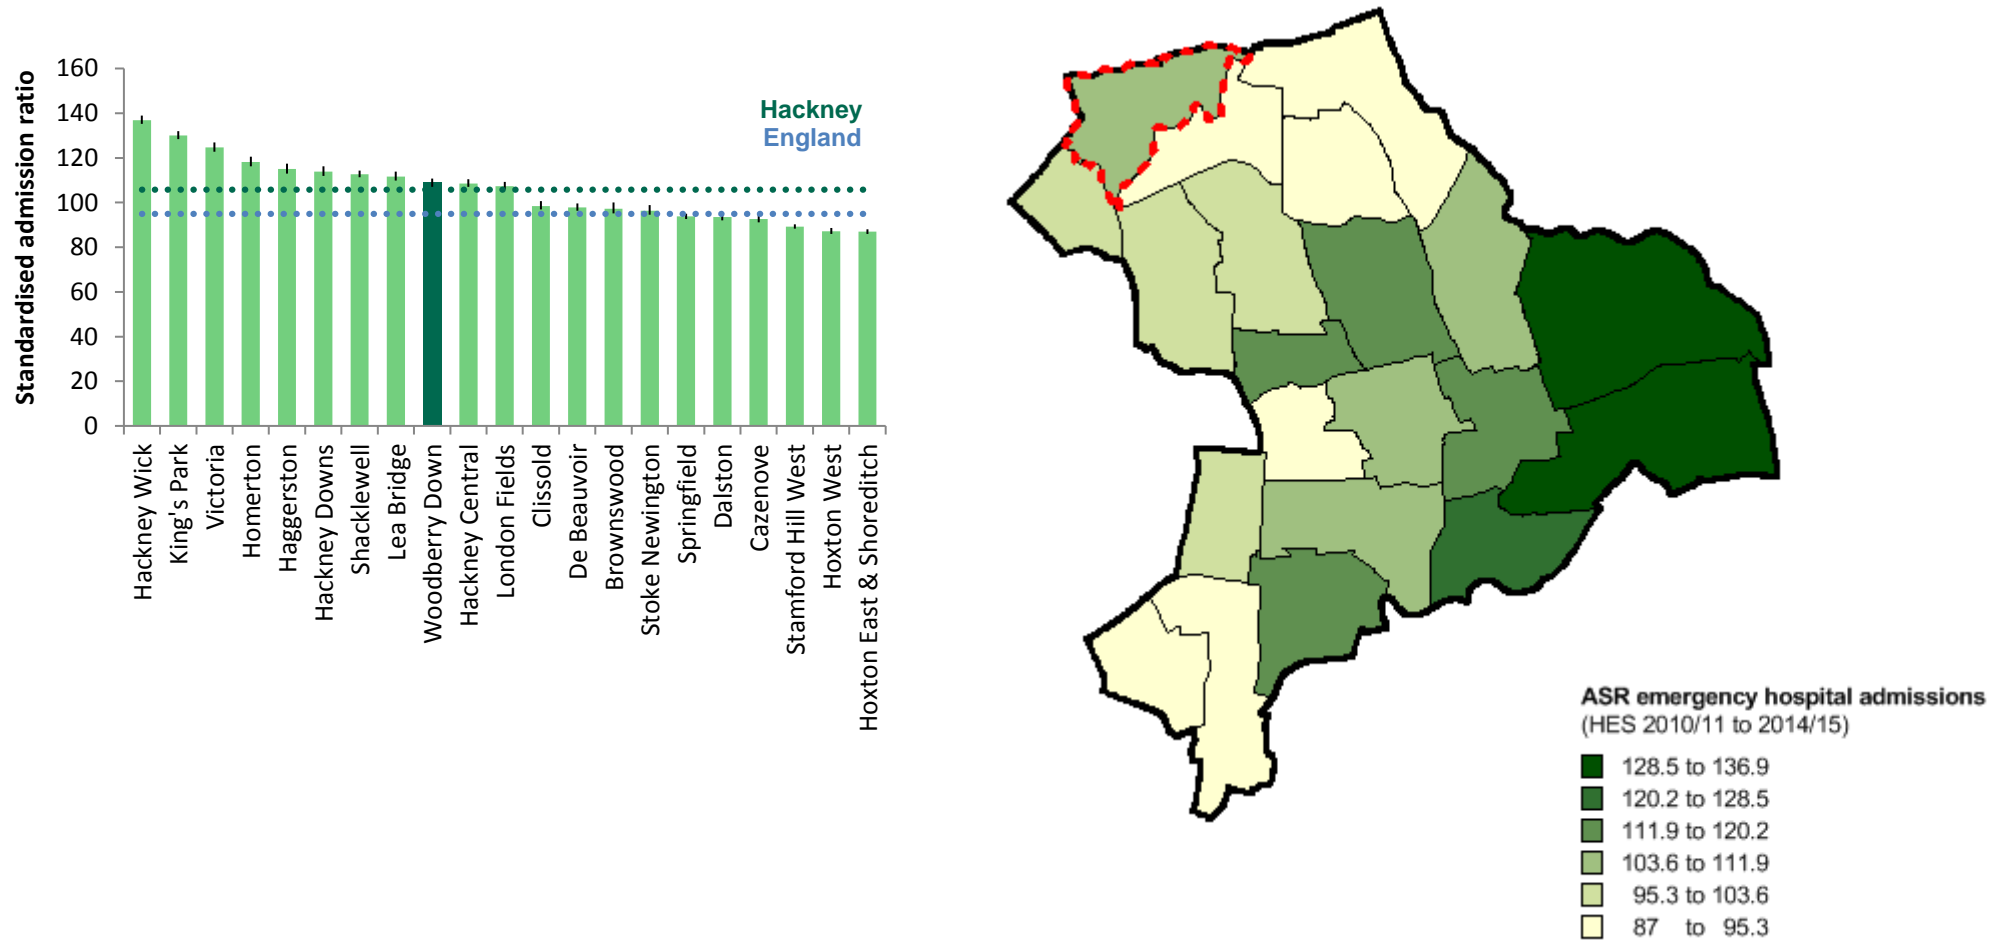 Standardised admission ratio
160
140
120
100
80
60
40
20
0
Hackney
England
Hackney Wick
King's Park
Victoria
Homerton
Haggerston
Hackney Downs
Shacklewell
Lea Bridge
Woodberry Down
Hackney Central
London Fields
Clissold
De Beauvoir
Brownswood
Stoke Newington
Springfield
Dalston
Cazenove
Stamford Hill West
Hoxton West
Hoxton East & Shoreditch
ASR emergency hospital admissions
(HES 2010/11 to 2014/15)
128.5 to 136.9
120.2 to 128.5
111.9 to 120.2
103.6 to 111.9
95.3 to 103.6
87 to 95.3